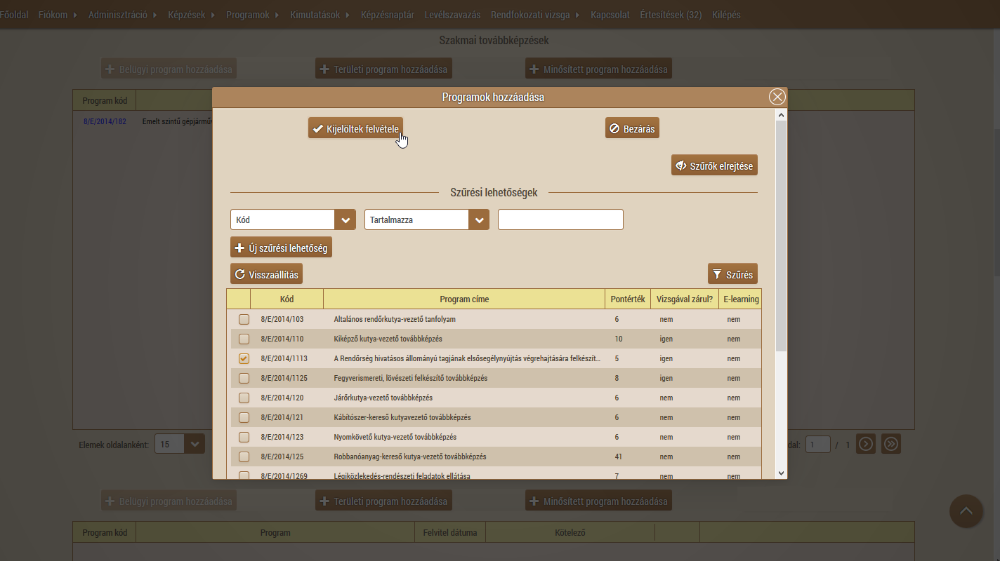 Főoldal Fiókom Adminisztráció Képzések Programok Kimutatások Képzésnaptár Levélszavazás Rendfokozati vizsga Kapcsolat Értesítések (32) Kilépés
Szakmai továbbképzések
Belügyi program hozzáadása Területi program hozzáadása Minősített program hozzáadása
Program kód
8/E/2014/182 Emelt szintű gépjárműv
Programok hozzáadása
Kijelöltek felvétele Bezárás
Szűrők elrejtése
Szűrési lehetőségek
Kód Tartalmazza
Új szűrési lehetőség
Visszaállítás Szűrés
Kód Program címe Pontérték Vizsgával zárul? E-learning
8/E/2014/103 Általános rendőrkutya-vezető tanfolyam 6 nem nem
8/E/2014/110 Kiképző kutya-vezető továbbképzés 10 igen nem
8/E/2014/1113 A Rendőrség hivatásos állományú tagjának elsősegélynyújtás végrehajtására felkészít... 5 igen nem
8/E/2014/1125 Fegyverismereti, lövészeti felkészítő továbbképzés 8 igen nem
8/E/2014/120 Járőrkutya-vezető továbbképzés 6 nem nem
8/E/2014/121 Kábítószer-kereső kutyavezető továbbképzés 6 nem nem
8/E/2014/123 Nyomkövető kutya-vezető továbbképzés 6 nem nem
8/E/2014/125 Robbanóanyag-kereső kutya-vezető továbbképzés 41 nem nem
8/E/2014/1269 Légiközlekedés-rendészeti feladatok ellátása 7 nem nem
Elemek oldalanként: 15 dal: 1 / 1
Belügyi program hozzáadása Területi program hozzáadása Minősített program hozzáadása
Program kód Program Felvitel dátuma Kötelező